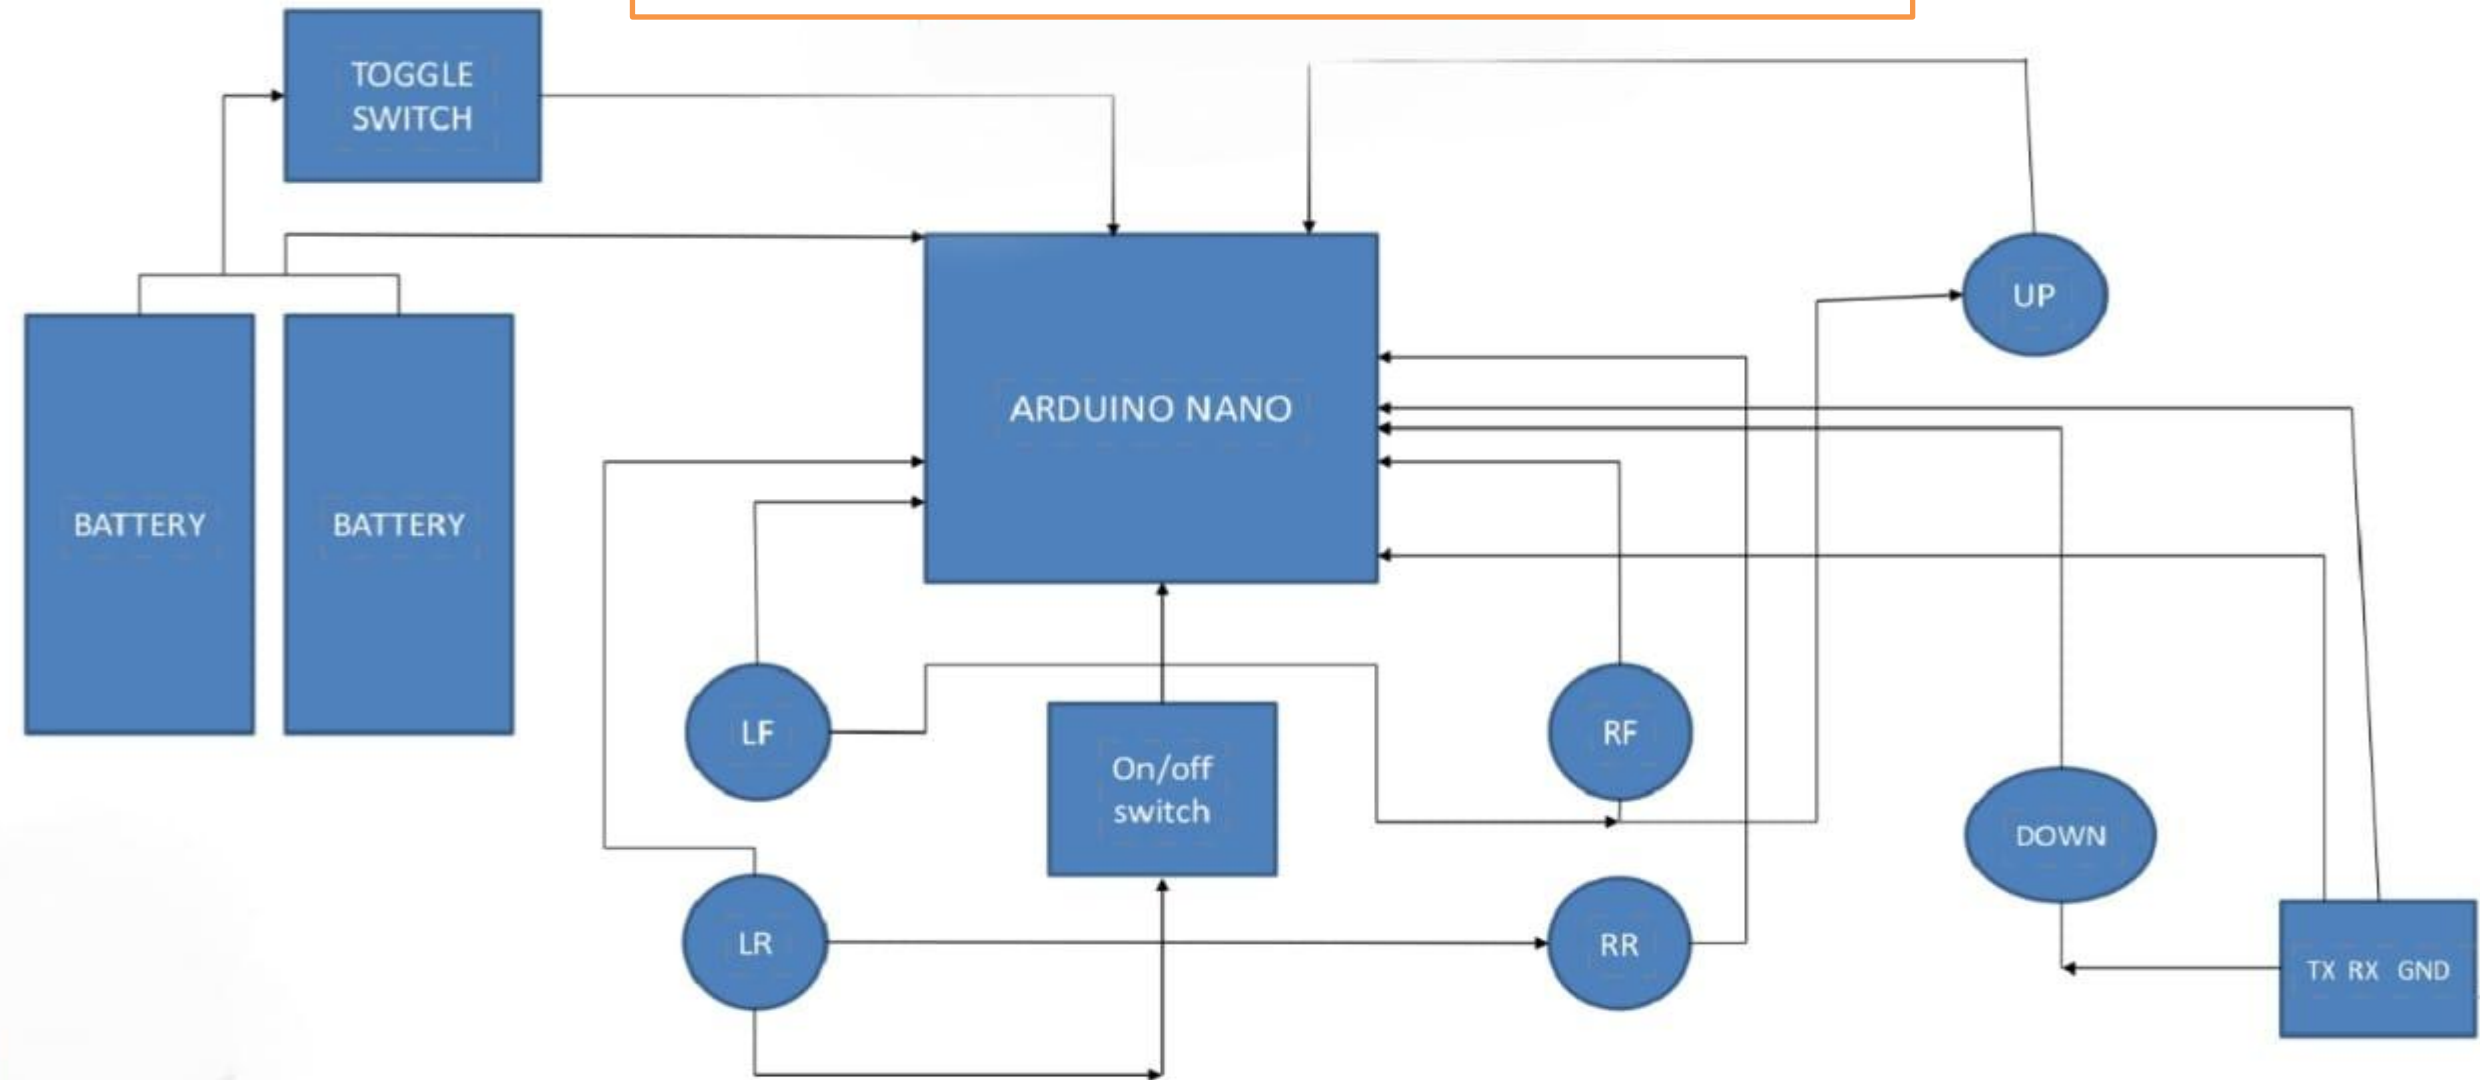 TOGGLE
SWITCH
UP
ARDUINO NANO
BATTERY
BATTERY
LF
RF
On/off
switch
DOWN
LR
RR
TX RX GND